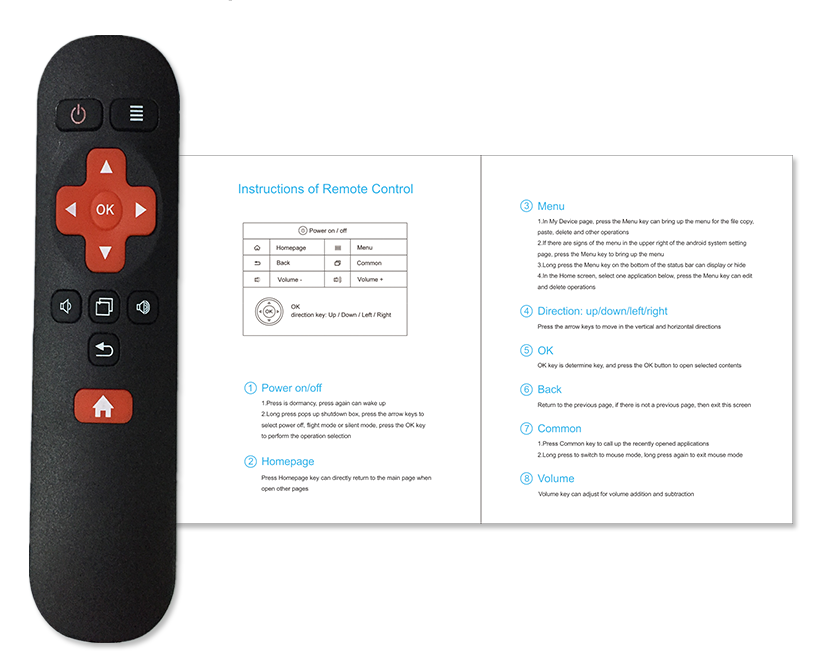 OK
Instructions of Remote Control
Power on / off
Homepage
Menu
Back
Common
Volume -
Volume +
OK
OK
direction key: Up / Down / Left / Right
1 Power on/off
1.Press is dormancy, press again can wake up
2.Long press pops up shutdown box, press the arrow keys to
select power off, flight mode or silent mode, press the OK key
to perform the operation selection
2 Homepage
Press Homepage key can directly return to the main page when
open other pages
3 Menu
1.In My Device page, press the Menu key can bring up the menu for the file copy,
paste, delete and other operations
2.If there are signs of the menu in the upper right of the android system setting
page, press the Menu key to bring up the menu
3.Long press the Menu key on the bottom of the status bar can display or hide
4.In the Home screen, select one application below, press the Menu key can edit
and delete operations
4 Direction: up/down/left/right
Press the arrow keys to move in the vertical and horizontal directions
5 OK
OK key is determine key, and press the OK button to open selected contents
6 Back
Return to the previous page, if there is not a previous page, then exit this screen
7 Common
1.Press Common key to call up the recently opened applications
2.Long press to switch to mouse mode, long press again to exit mouse mode
8 Volume
Volume key can adjust for volume addition and subtraction